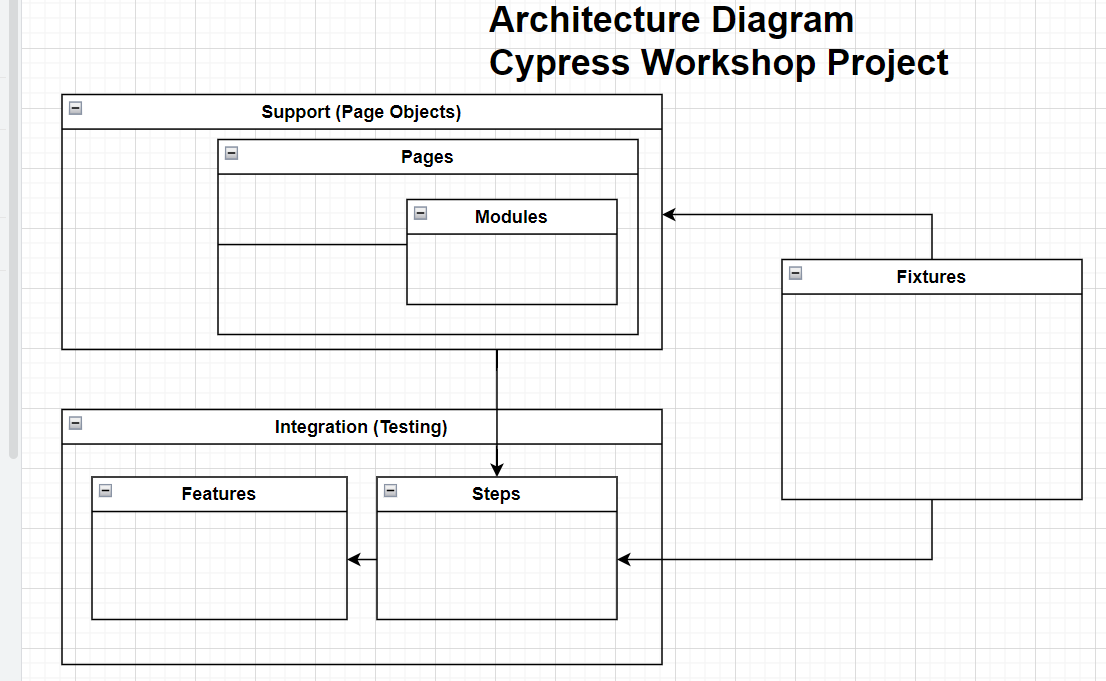 Architecture Diagram
Cypress Workshop Project
Support (Page Objects)
Pages
Modules
Fixtures
Integration (Testing)
Features
Steps